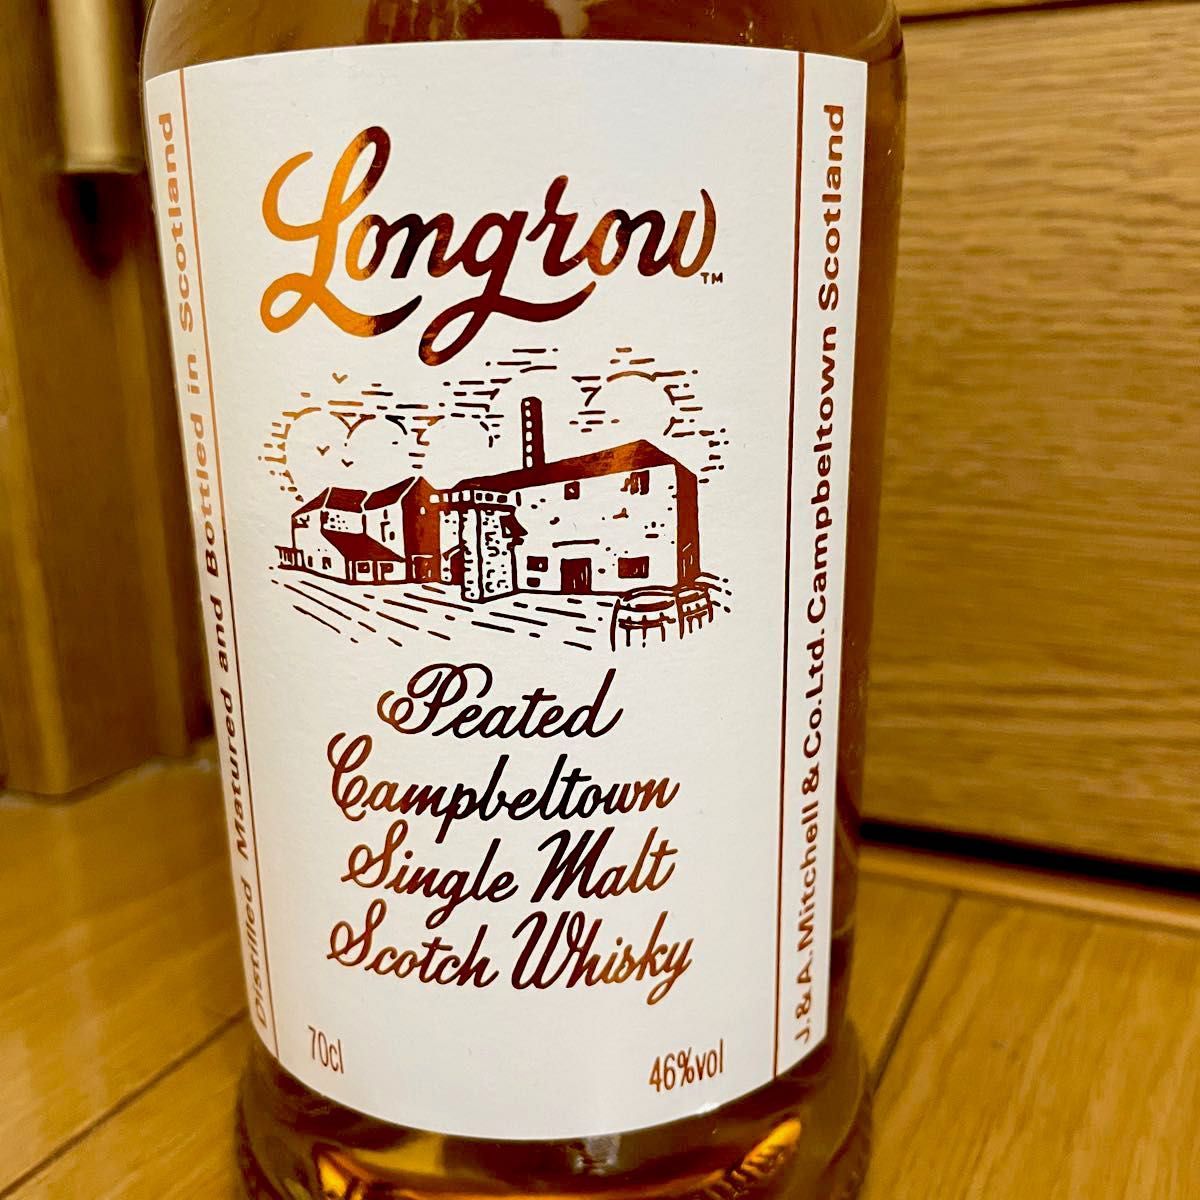 Longrow™
Peated
Campbeltown
Single Malt
Scotch Whisky
70cl
46%vol
Distilled Matured and Bottled in Scotland
J.&A.Mitchell & Co.Ltd.Campbeltown Scotland